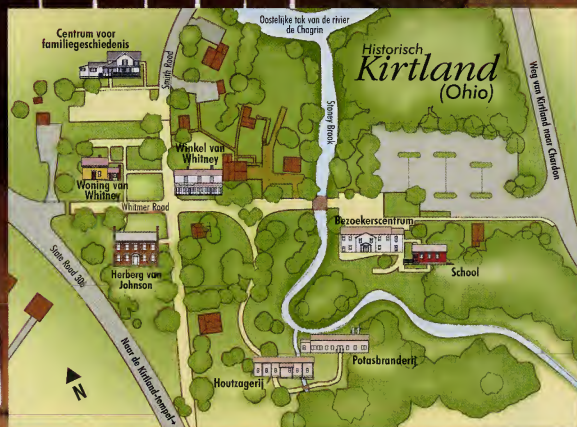 Centrum voor
familiegeschiedenis
Smith Road
Oostelijke tak van de rivier
de Chagrin
Historisch
Kirtland
(Ohio)
Weg van Kirtland naar Chardon
Stoney Brook
Winkel van
Whitney
Woning van
Whitney
Whitmer Road
Bezoekerscentrum
School
State Road 306
Herberg van
Johnson
Naar de Kirtland-tempel
Potasbranderij
Houtzagerij
N